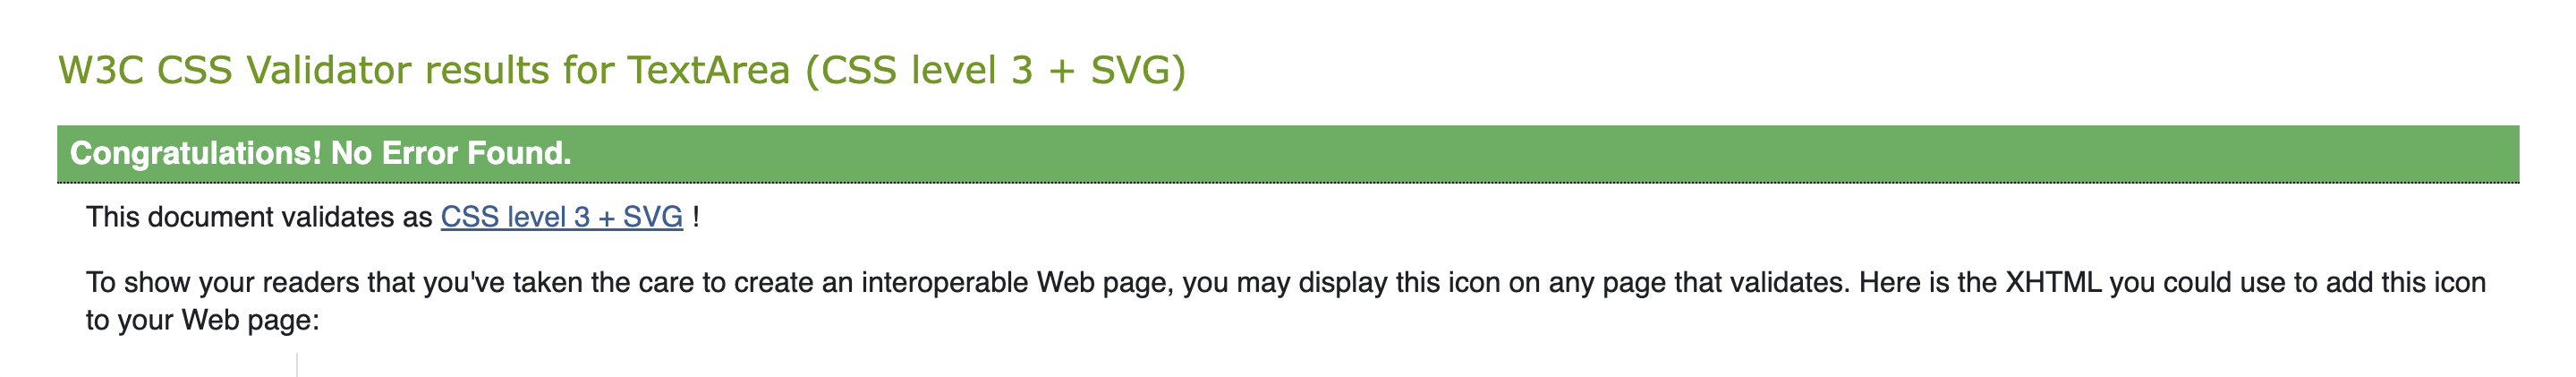 W3C CSS Validator results for TextArea (CSS level 3 + SVG)
Congratulations! No Error Found.
This document validates as CSS level 3 + SVG !
To show your readers that you've taken the care to create an interoperable Web page, you may display this icon on any page that validates. Here is the XHTML you could use to add this icon
to your Web page: